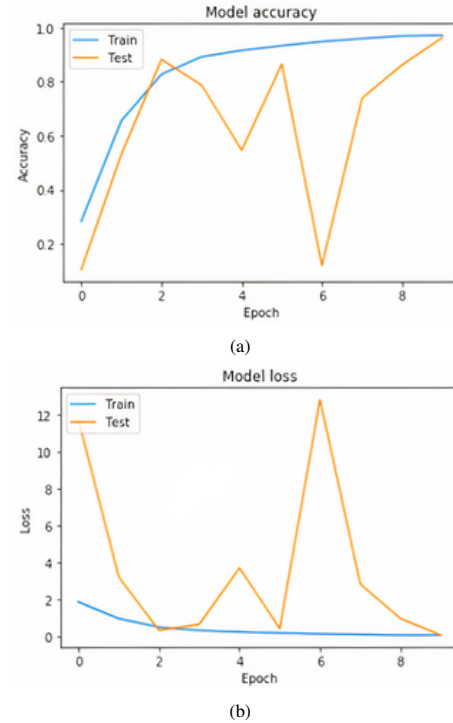 Model accuracy
Train
Test
Accuracy
1.0
0.8
0.6
0.4
0.2
0 2 4 6 8
Epoch
(a)
Model loss
Train
Test
Loss
12
10
8
6
4
2
0
0 2 4 6 8
Epoch
(b)